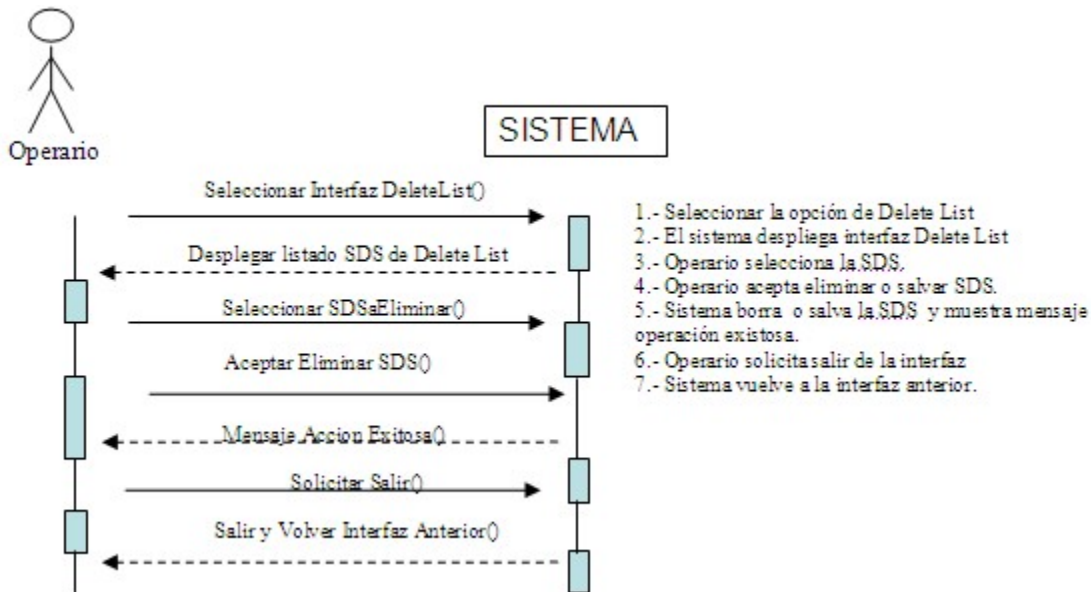 Operario
SISTEMA
Seleccionar Interfaz DeleteList()
Desplegar listado SDS de Delete List
Seleccionar SDSaEliminar()
Aceptar Eliminar SDS()
Mensaje Accion Exitosa()
Solicitar Salir()
Salir y Volver Interfaz Anterior()
1.- Seleccionar la opción de Delete List
2.- El sistema despliega interfaz Delete List
3.- Operario selecciona la SDS.
4.- Operario acepta eliminar o salvar SDS.
5.- Sistema borra o salva la SDS y muestra mensaje
operación existosa.
6.- Operario solicita salir de la interfaz
7.- Sistema vuelve a la interfaz anterior.